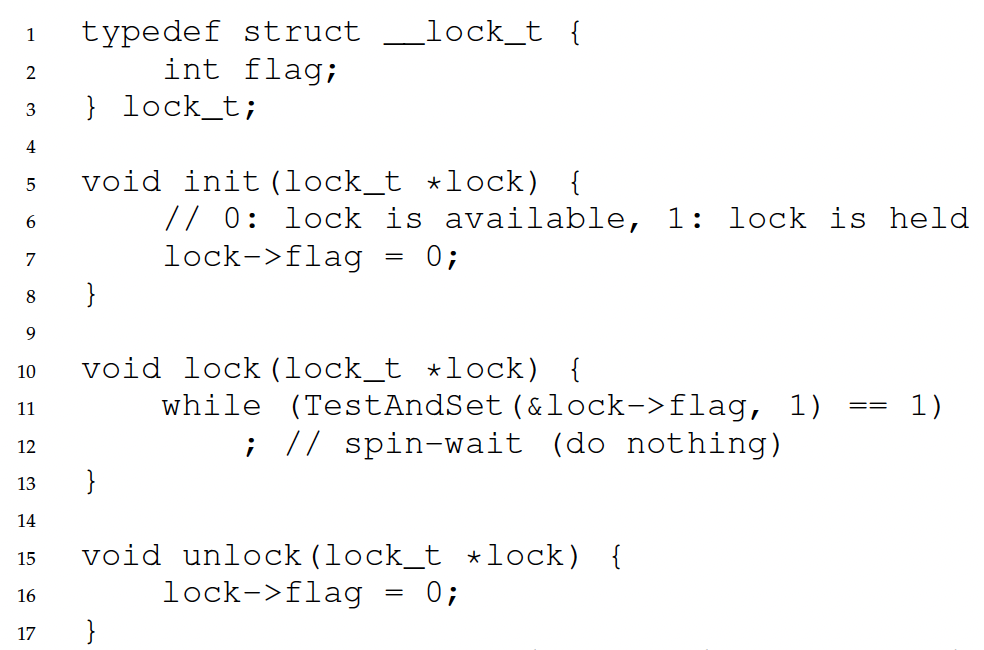 1 typedef struct __lock_t {
2 int flag;
3 } lock_t;
4
5 void init(lock_t *lock) {
6 // 0: lock is available, 1: lock is held
7 lock->flag = 0;
8 }
9
10 void lock(lock_t *lock) {
11 while (TestAndSet(&lock->flag, 1) == 1)
12 ; // spin-wait (do nothing)
13 }
14
15 void unlock(lock_t *lock) {
16 lock->flag = 0;
17 }